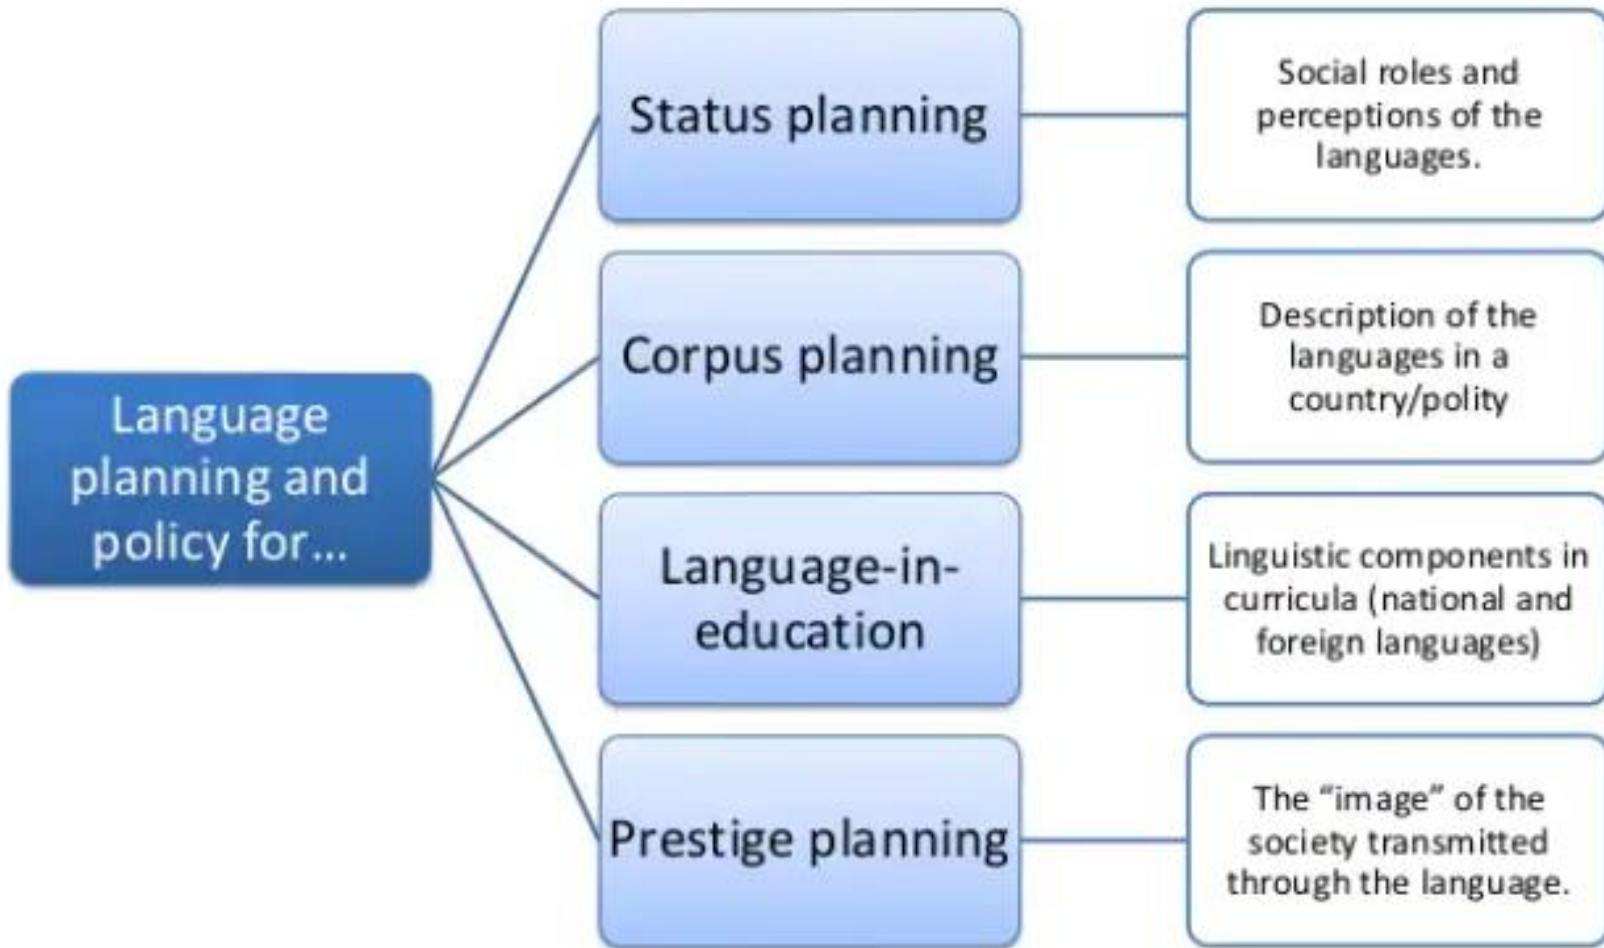 Language
planning and
policy for...
Status planning
Social roles and
perceptions of the
languages.
Corpus planning
Description of the
languages in a
country/polity
Language-in-
education
Linguistic components in
curricula (national and
foreign languages)
Prestige planning
The “image” of the
society transmitted
through the language.